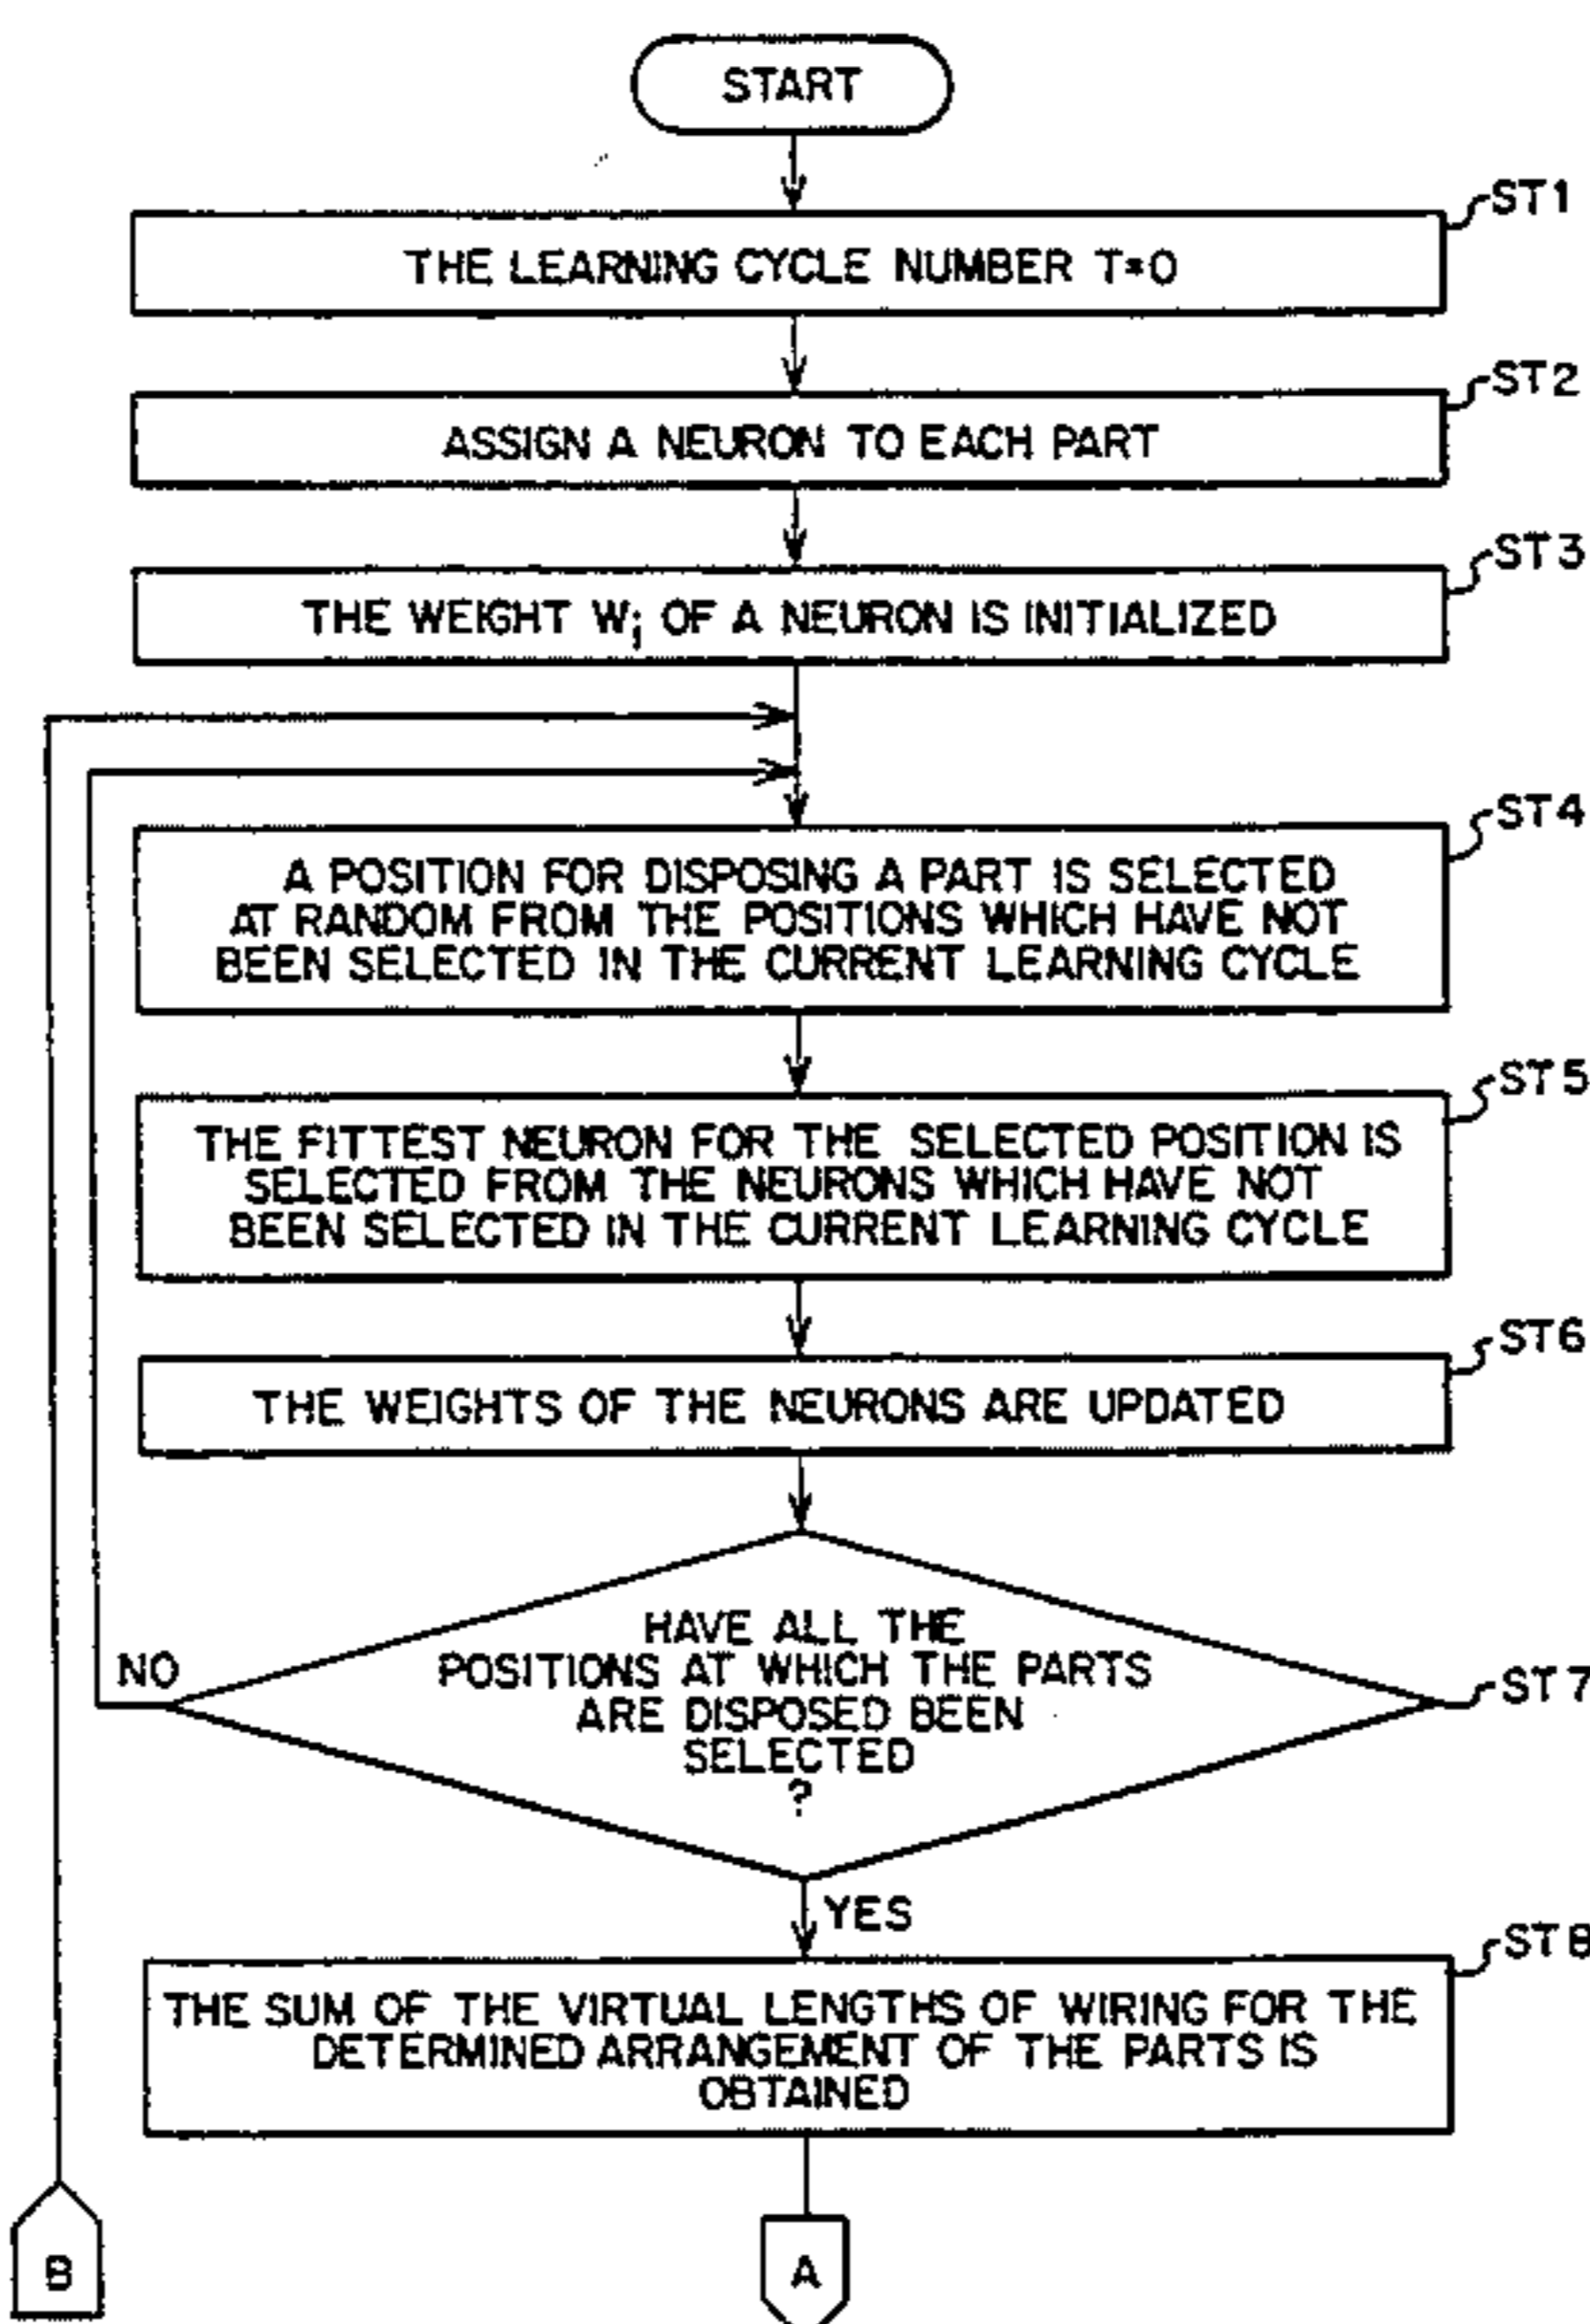 START
ST1
THE LEARNING CYCLE NUMBER T=0
ST2
ASSIGN A NEURON TO EACH PART
ST3
THE WEIGHT Wj OF A NEURON IS INITIALIZED
ST4
A POSITION FOR DISPOSING A PART IS SELECTED
AT RANDOM FROM THE POSITIONS WHICH HAVE NOT
BEEN SELECTED IN THE CURRENT LEARNING CYCLE
ST5
THE FITTEST NEURON FOR THE SELECTED POSITION IS
SELECTED FROM THE NEURONS WHICH HAVE NOT
BEEN SELECTED IN THE CURRENT LEARNING CYCLE
ST6
THE WEIGHTS OF THE NEURONS ARE UPDATED
HAVE ALL THE
POSITIONS AT WHICH THE PARTS
ARE DISPOSED BEEN
SELECTED
?
NO
ST7
YES
ST8
THE SUM OF THE VIRTUAL LENGTHS OF WIRING FOR THE
DETERMINED ARRANGEMENT OF THE PARTS IS
OBTAINED
B
A